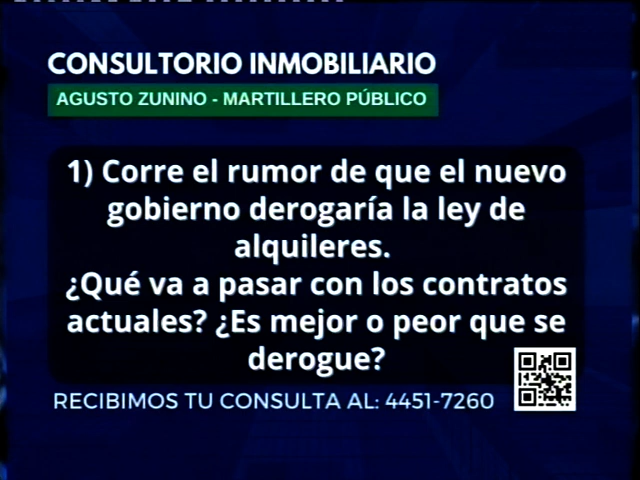 CONSULTORIO INMOBILIARIO
AGUSTO ZUNINO - MARTILLERO PÚBLICO
1) Corre el rumor de que el nuevo
gobierno derogaría la ley de
alquileres.
¿Qué va a pasar con los contratos
actuales? ¿Es mejor o peor que se
derogue?
RECIBIMOS TU CONSULTA AL: 4451-7260